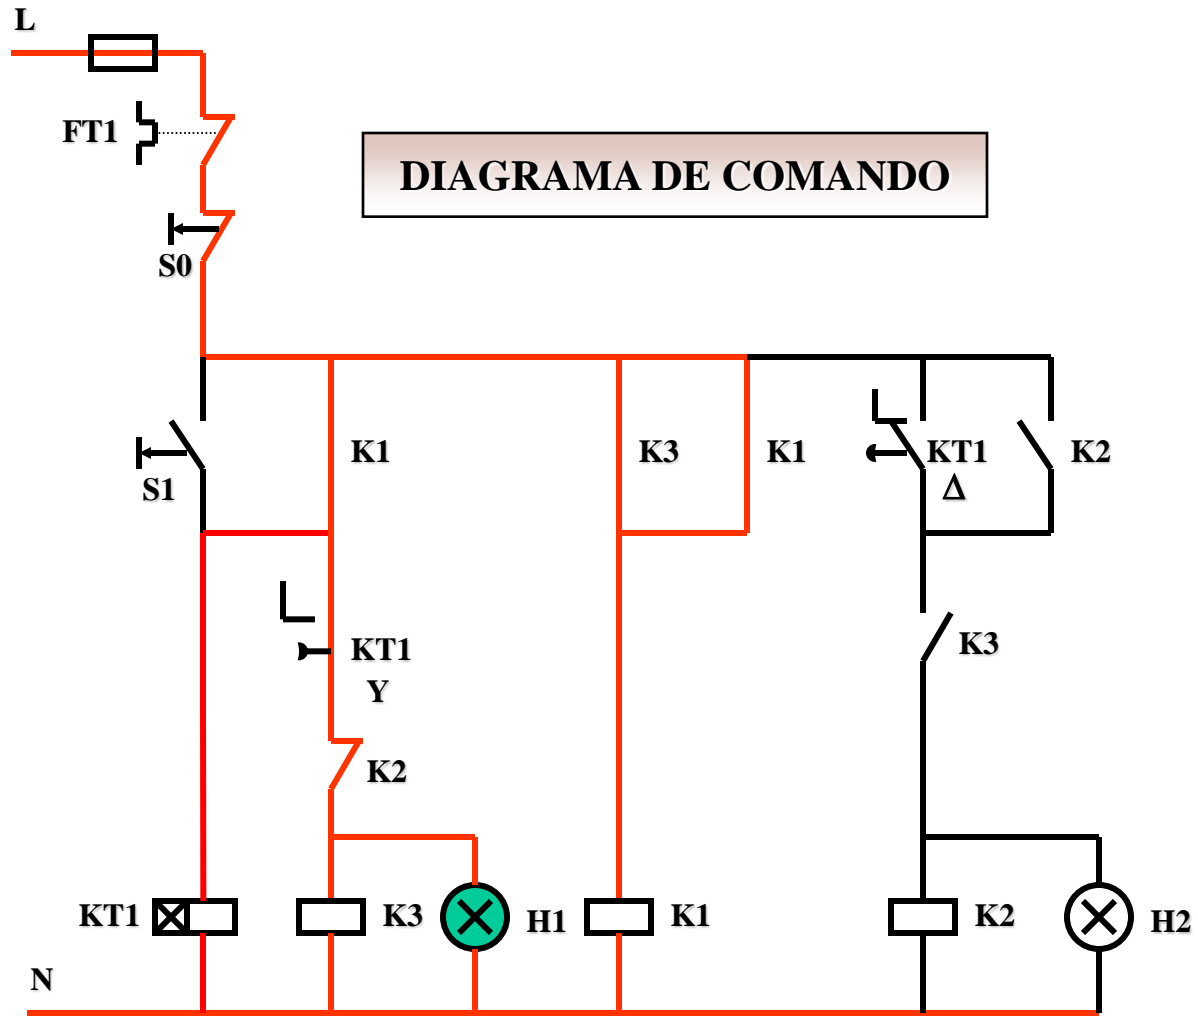 L
FT1
DIAGRAMA DE COMANDO
S0
K1
K3
K1
KT1
Δ
K2
S1
KT1
Y
K3
K2
KT1
K3
H1
K1
K2
H2
N